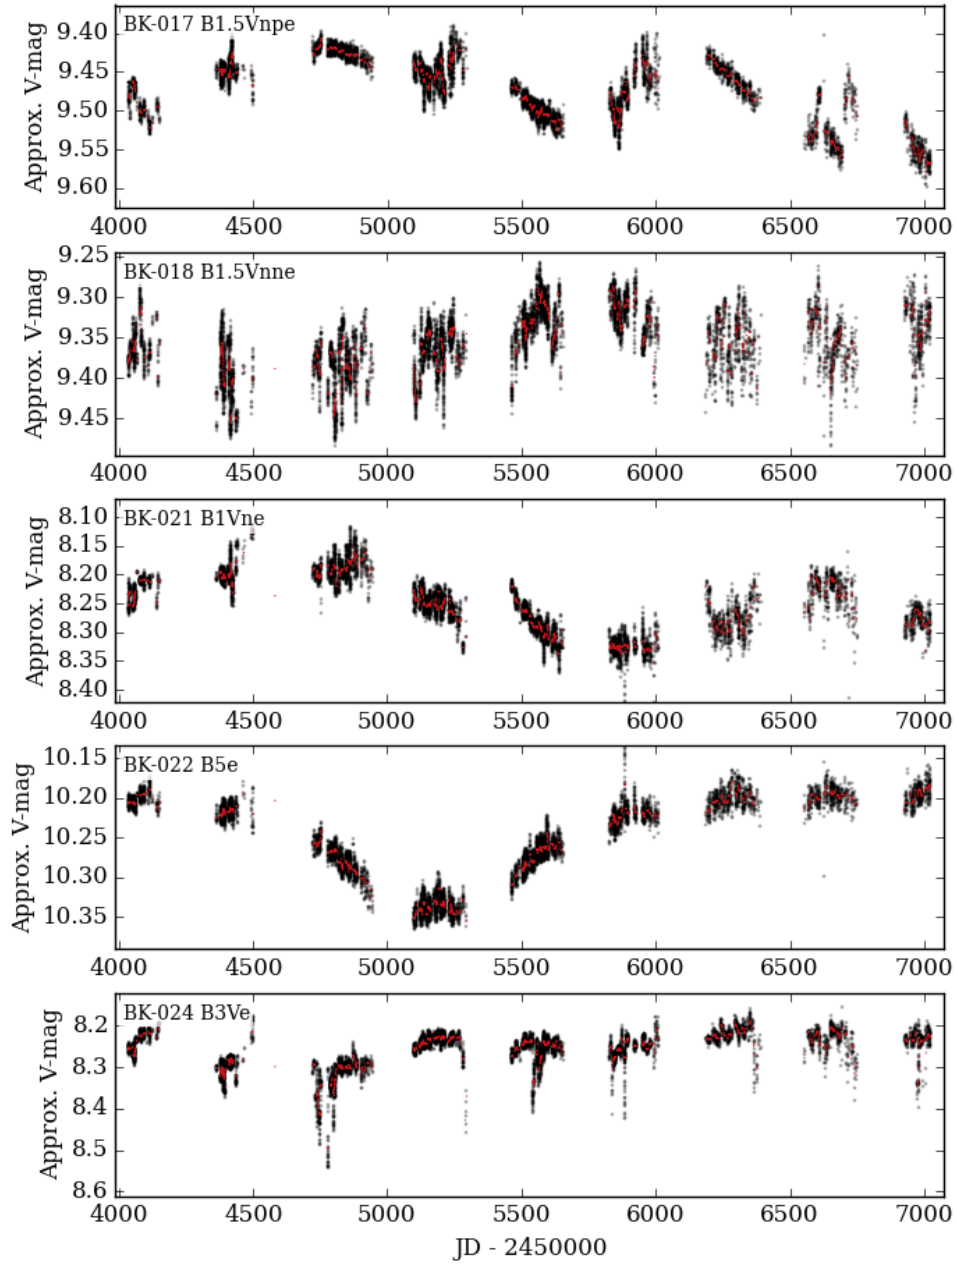 BK-017 B1.5Vnpe
Approx. V-mag
9.40
9.45
9.50
9.55
9.60
4000 4500 5000 5500 6000 6500 7000
BK-018 B1.5Vnne
Approx. V-mag
9.25
9.30
9.35
9.40
9.45
4000 4500 5000 5500 6000 6500 7000
BK-021 B1Vne
Approx. V-mag
8.10
8.15
8.20
8.25
8.30
8.35
8.40
4000 4500 5000 5500 6000 6500 7000
BK-022 B5e
Approx. V-mag
10.15
10.20
10.25
10.30
10.35
4000 4500 5000 5500 6000 6500 7000
BK-024 B3Ve
Approx. V-mag
8.2
8.3
8.4
8.5
8.6
4000 4500 5000 5500 6000 6500 7000
JD - 2450000